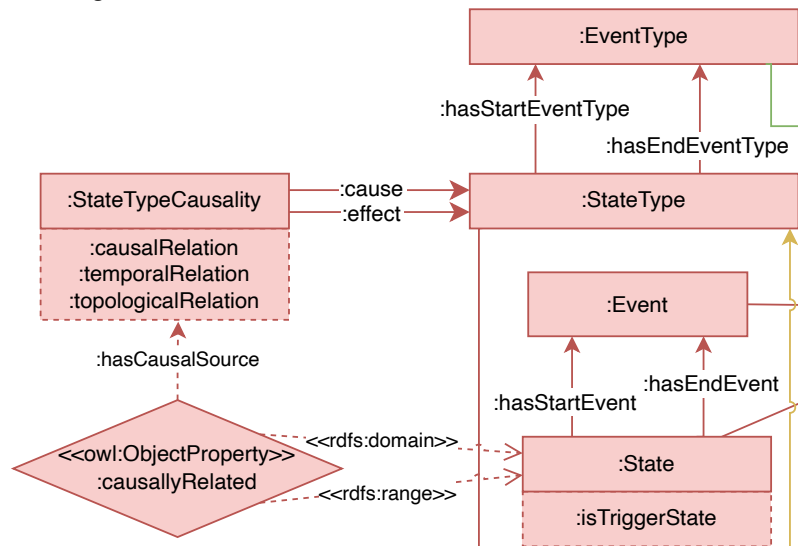 :EventType
:hasStartEventType
:hasEndEventType
:StateTypeCausality
:cause
:effect
:StateType
:causalRelation
:temporalRelation
:topologicalRelation
:Event
:hasCausalSource
:hasStartEvent
:hasEndEvent
<<owl:ObjectProperty>>
:causallyRelated
<<rdfs:domain>>
<<rdfs:range>>
:State
:isTriggerState